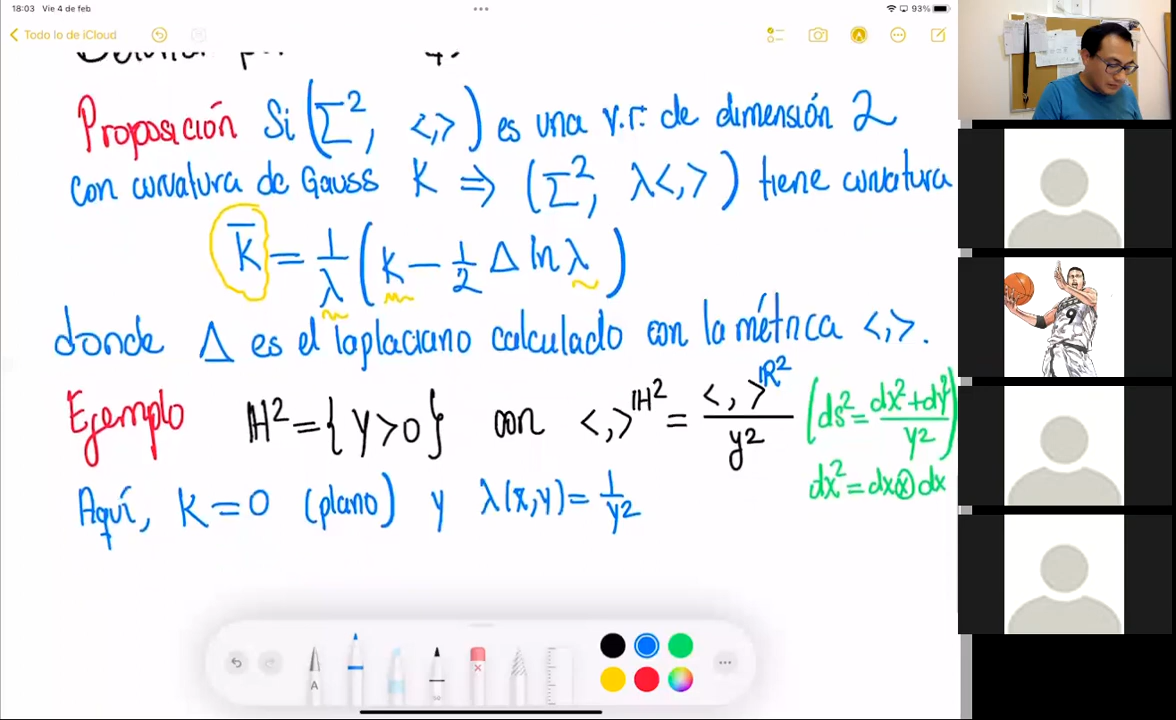 18:03 Vie 4 de feb
93%
Todo lo de iCloud
Proposición Si (Σ², <,>) es una v.r. de dimensión 2
con curvatura de Gauss K ⇒ (Σ², λ<,>) tiene curvatura
K̄ = 1/λ (K − 1/2 Δ ln λ)
donde Δ es el laplaciano calculado con la métrica <,>.
Ejemplo ℍ² = {y>0} con <,>^ℍ² = <,>^ℝ² / y² (ds² = (dx²+dy²)/y²)
dx² = dx⊗dx
Aquí, K = 0 (plano) y λ(x,y) = 1/y²
A
9